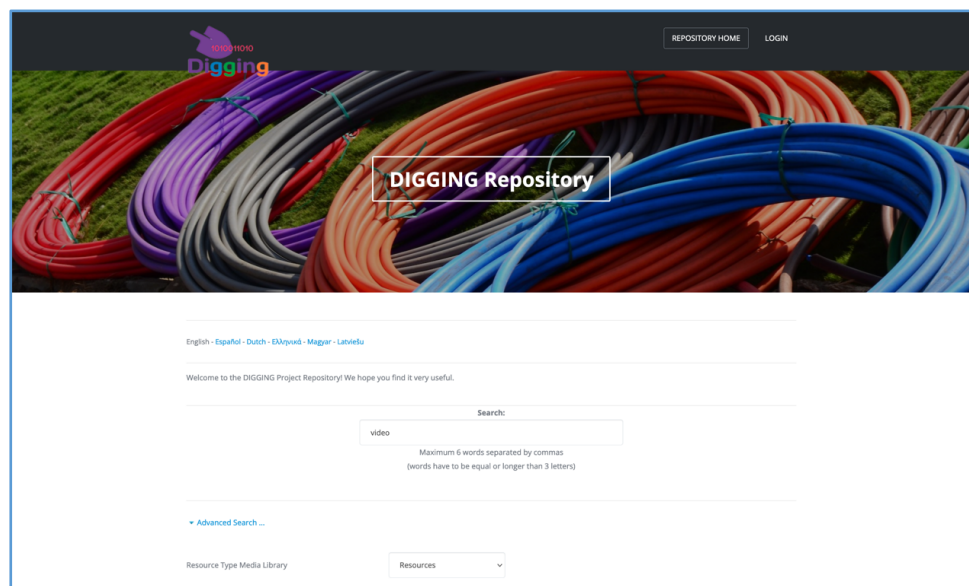 1010011010
Digging
REPOSITORY HOME
LOGIN
DIGGING Repository
English - Español - Dutch - Ελληνικά - Magyar - Latviešu
Welcome to the DIGGING Project Repository! We hope you find it very useful.
Search:
video
Maximum 6 words separated by commas
(words have to be equal or longer than 3 letters)
Advanced Search ...
Resource Type Media Library
Resources